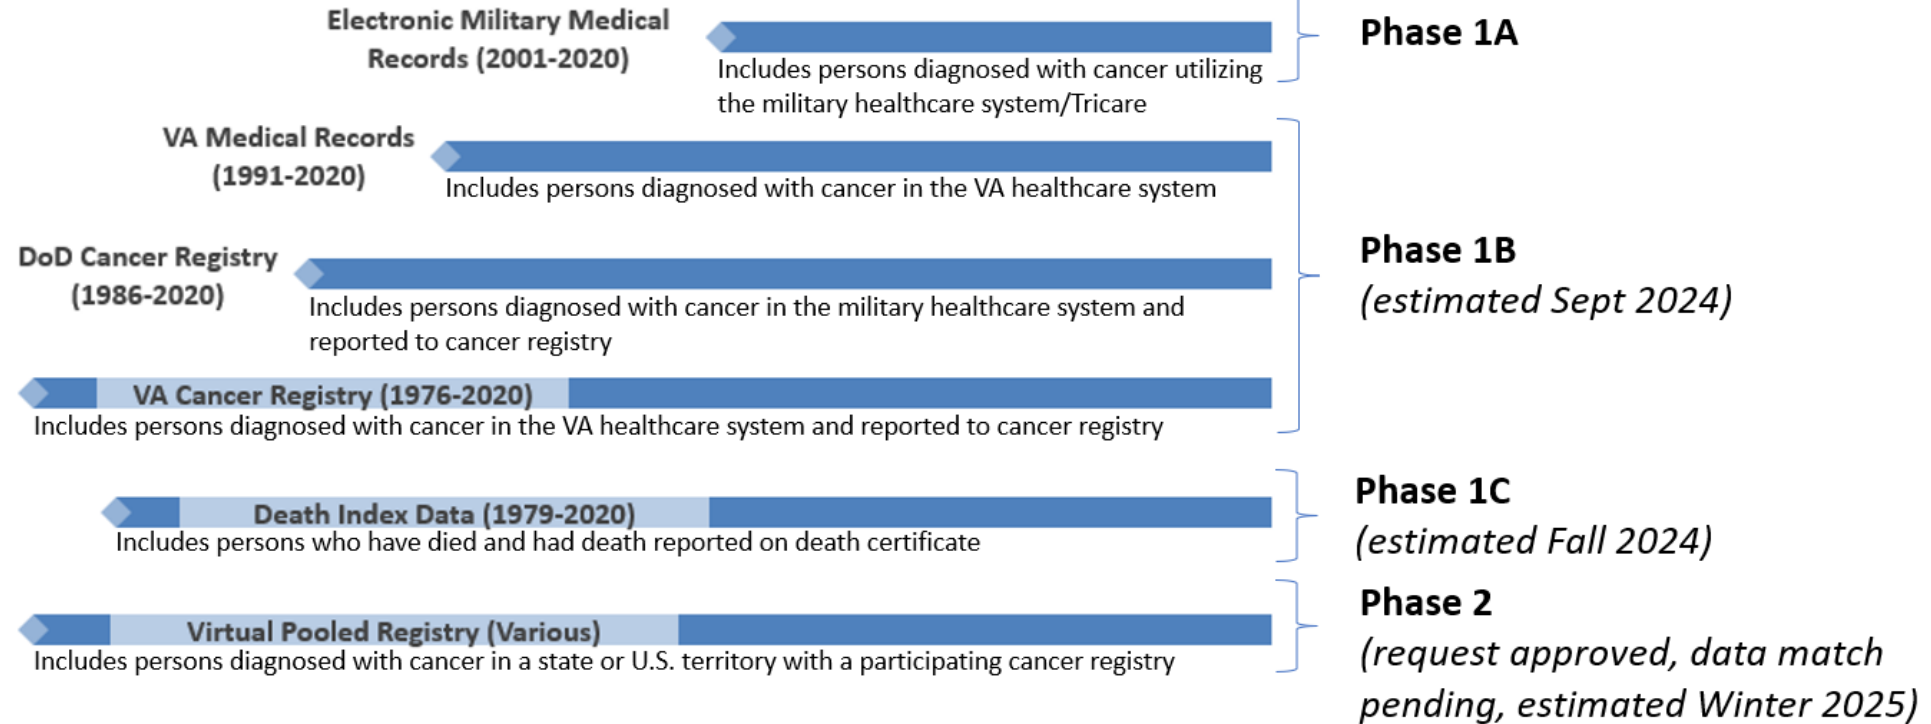 Electronic Military Medical
Records (2001-2020)
Includes persons diagnosed with cancer utilizing
the military healthcare system/Tricare
Phase 1A
VA Medical Records
(1991-2020)
Includes persons diagnosed with cancer in the VA healthcare system
DoD Cancer Registry
(1986-2020)
Includes persons diagnosed with cancer in the military healthcare system and
reported to cancer registry
VA Cancer Registry (1976-2020)
Includes persons diagnosed with cancer in the VA healthcare system and reported to cancer registry
Phase 1B
(estimated Sept 2024)
Death Index Data (1979-2020)
Includes persons who have died and had death reported on death certificate
Phase 1C
(estimated Fall 2024)
Virtual Pooled Registry (Various)
Includes persons diagnosed with cancer in a state or U.S. territory with a participating cancer registry
Phase 2
(request approved, data match
pending, estimated Winter 2025)